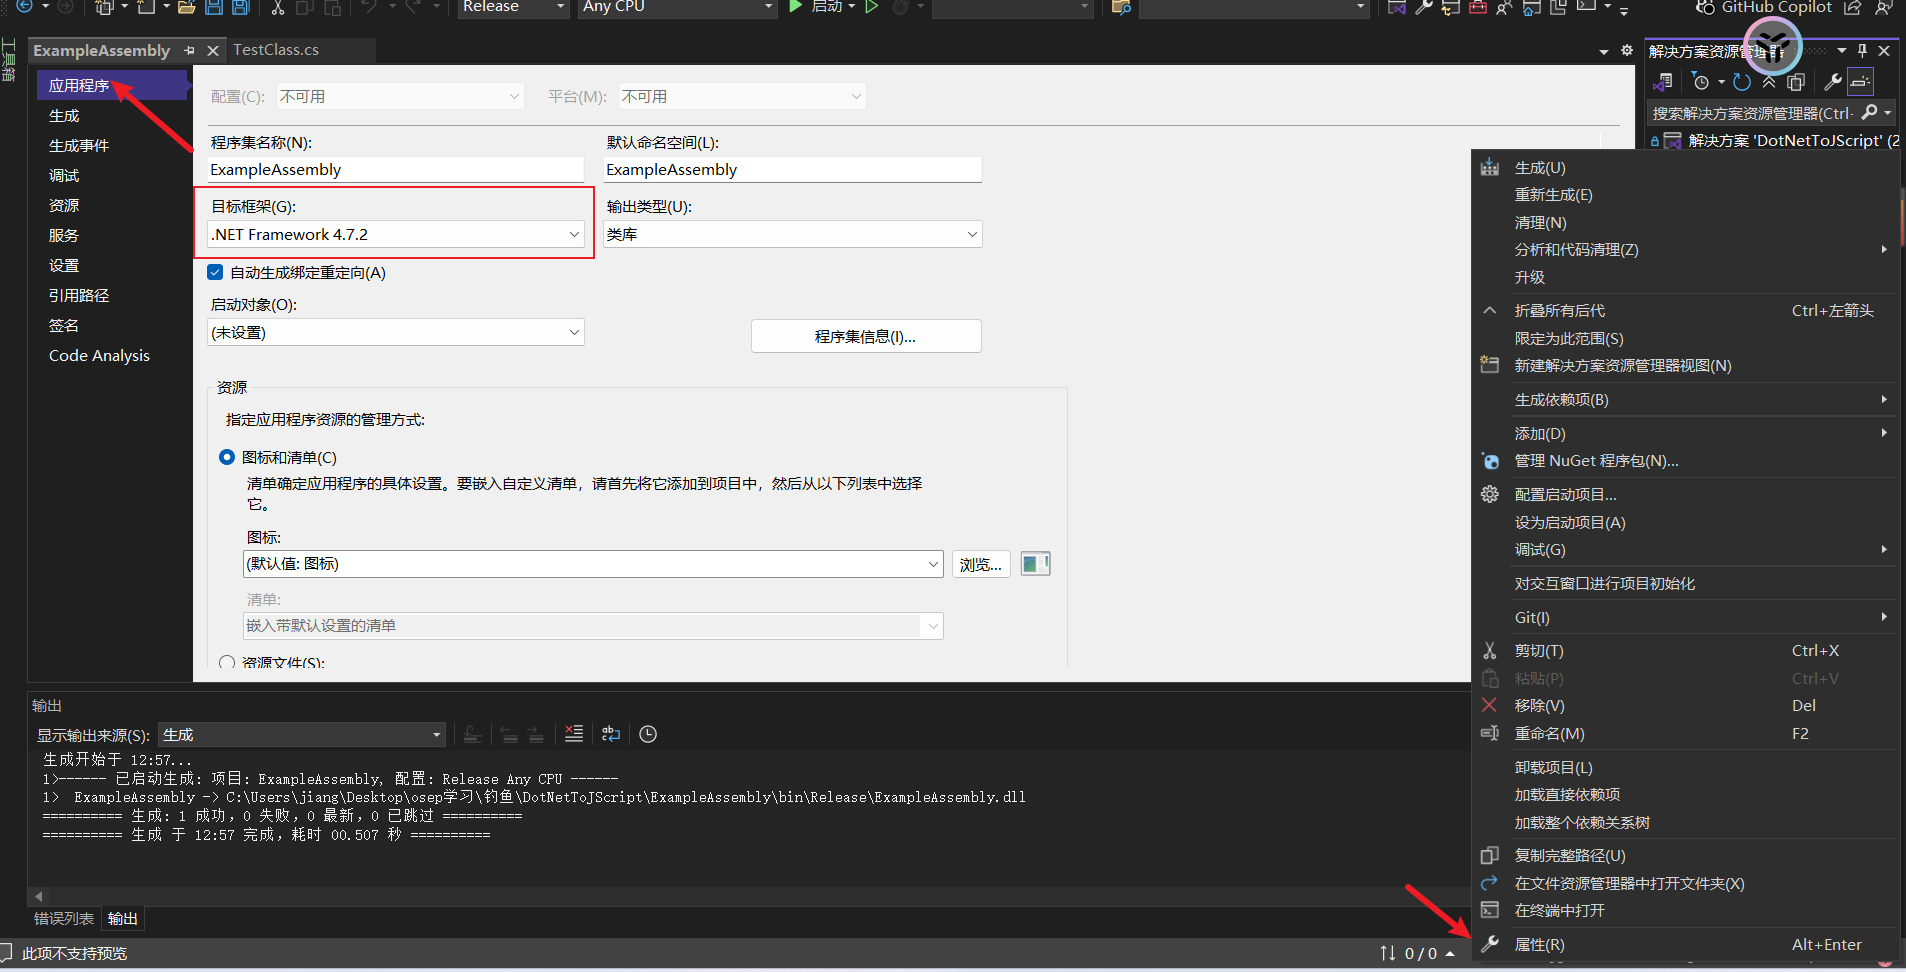 Release
Any CPU
启动
GitHub Copilot
工具箱
ExampleAssembly
TestClass.cs
应用程序
生成
生成事件
调试
资源
服务
设置
引用路径
签名
Code Analysis
配置(C):
不可用
平台(M):
不可用
程序集名称(N):
默认命名空间(L):
ExampleAssembly
ExampleAssembly
目标框架(G):
输出类型(U):
.NET Framework 4.7.2
类库
自动生成绑定重定向(A)
启动对象(O):
(未设置)
程序集信息(I)...
资源
指定应用程序资源的管理方式:
图标和清单(C)
清单确定应用程序的具体设置。要嵌入自定义清单，请首先将它添加到项目中，然后从以下列表中选择
它。
图标:
(默认值: 图标)
浏览...
清单:
嵌入带默认设置的清单
资源文件(S):
输出
显示输出来源(S):
生成
生成开始于 12:57...
1>------ 已启动生成: 项目: ExampleAssembly, 配置: Release Any CPU ------
1>  ExampleAssembly -> C:\Users\jiang\Desktop\osep学习\钓鱼\DotNetToJScript\ExampleAssembly\bin\Release\ExampleAssembly.dll
========== 生成: 1 成功，0 失败，0 最新，0 已跳过 ==========
========== 生成 于 12:57 完成，耗时 00.507 秒 ==========
错误列表
输出
此项不支持预览
0 / 0
解决方案资源管理器
搜索解决方案资源管理器(Ctrl-
解决方案 'DotNetToJScript' (2
生成(U)
重新生成(E)
清理(N)
分析和代码清理(Z)
升级
折叠所有后代 Ctrl+左箭头
限定为此范围(S)
新建解决方案资源管理器视图(N)
生成依赖项(B)
添加(D)
管理 NuGet 程序包(N)...
配置启动项目...
设为启动项目(A)
调试(G)
对交互窗口进行项目初始化
Git(I)
剪切(T) Ctrl+X
粘贴(P) Ctrl+V
移除(V) Del
重命名(M) F2
卸载项目(L)
加载直接依赖项
加载整个依赖关系树
复制完整路径(U)
在文件资源管理器中打开文件夹(X)
在终端中打开
属性(R) Alt+Enter